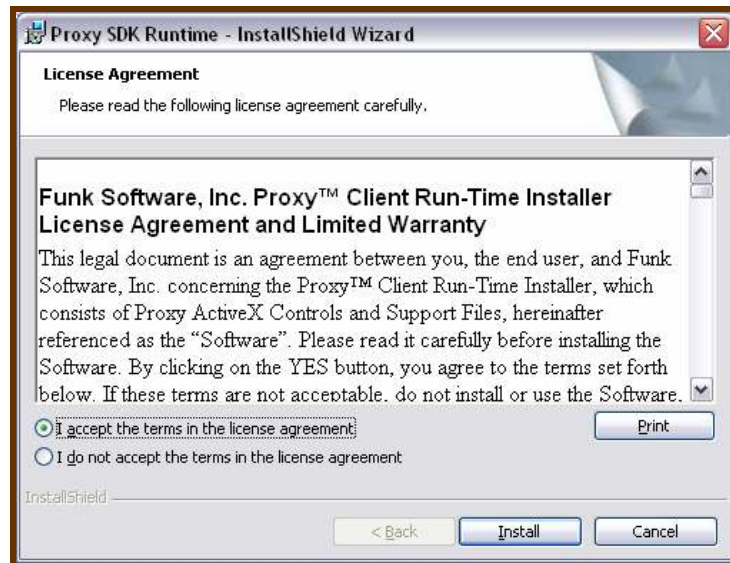 Proxy SDK Runtime - InstallShield Wizard
License Agreement
Please read the following license agreement carefully.
Funk Software, Inc. Proxy™ Client Run-Time Installer
License Agreement and Limited Warranty
This legal document is an agreement between you, the end user, and Funk
Software, Inc. concerning the Proxy™ Client Run-Time Installer, which
consists of Proxy ActiveX Controls and Support Files, hereinafter
referenced as the “Software”. Please read it carefully before installing the
Software. By clicking on the YES button, you agree to the terms set forth
below. If these terms are not acceptable, do not install or use the Software.
I accept the terms in the license agreement
Print
I do not accept the terms in the license agreement
InstallShield
< Back
Install
Cancel